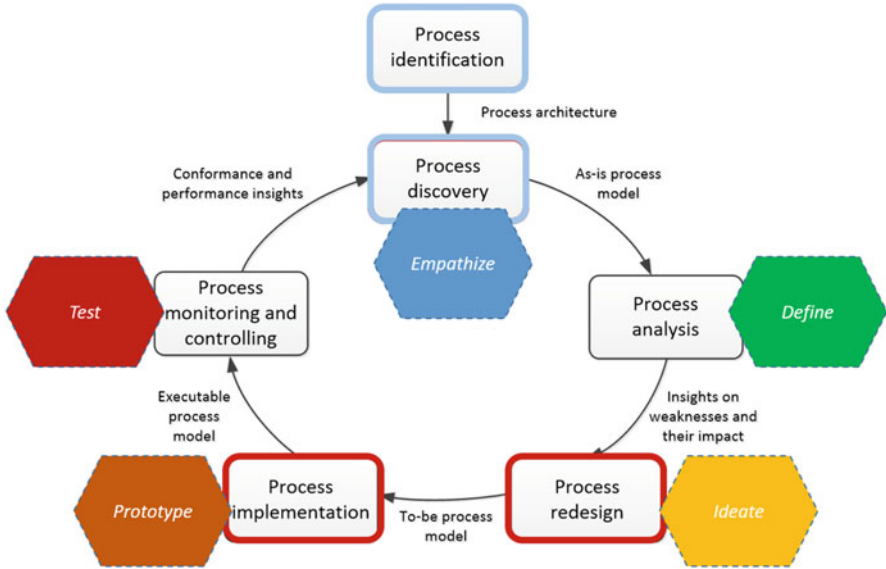 Process
identification
Process architecture
Process
discovery
Conformance and
performance insights
As-is process
model
Empathize
Test
Process
monitoring and
controlling
Process
analysis
Define
Executable
process
model
Insights on
weaknesses and
their impact
Prototype
Process
implementation
To-be process
model
Process
redesign
Ideate